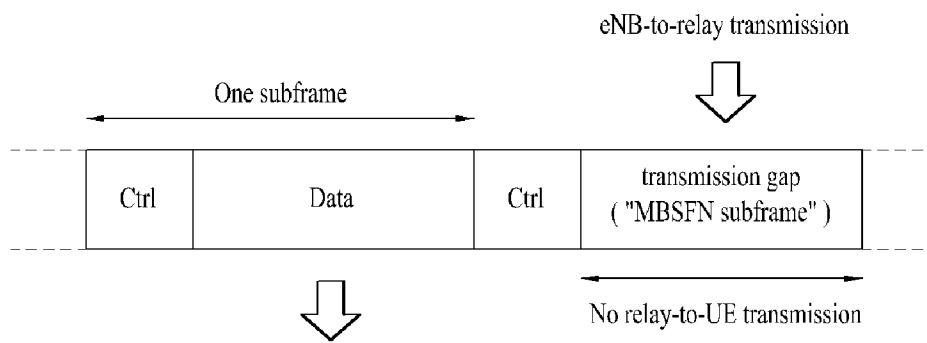 eNB-to-relay transmission
One subframe
Ctrl
Data
Ctrl
transmission gap
( "MBSFN subframe" )
No relay-to-UE transmission